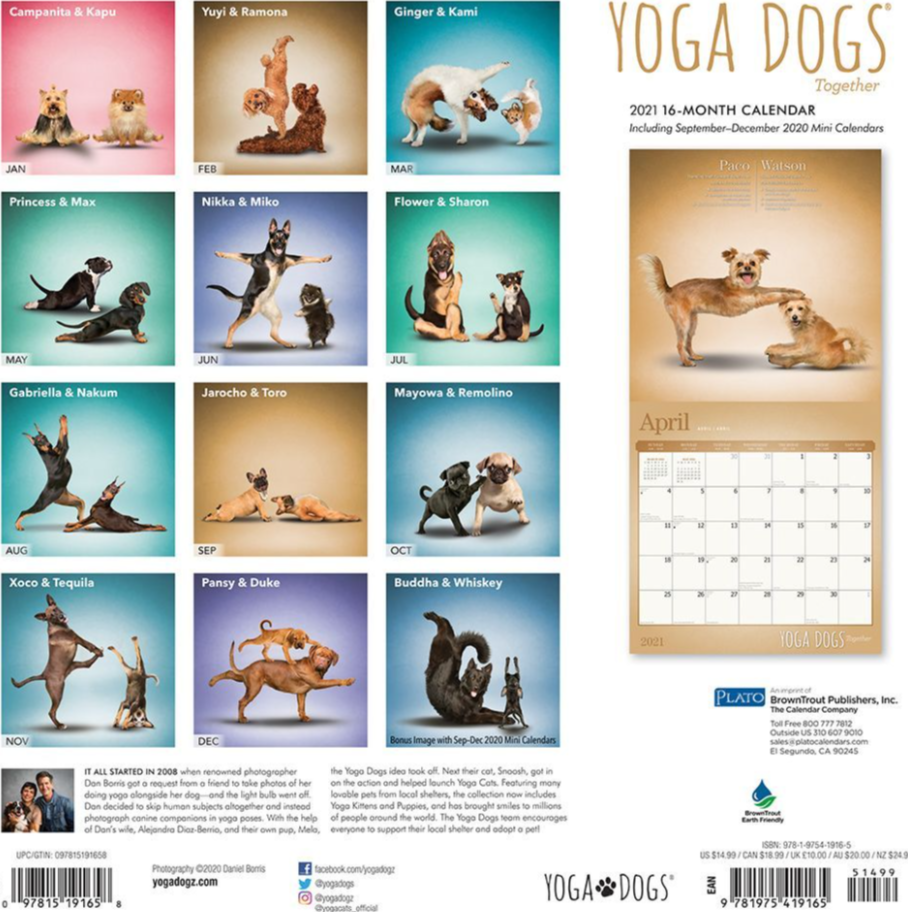 Campanita & Kapu
JAN
Yuyi & Ramona
FEB
Ginger & Kami
MAR
Princess & Max
MAY
Nikka & Miko
JUN
Flower & Sharon
JUL
Gabriella & Nakum
AUG
Jarocho & Toro
SEP
Mayowa & Remolino
OCT
Xoco & Tequila
NOV
Pansy & Duke
DEC
Buddha & Whiskey
Bonus Image with Sep-Dec 2020 Mini Calendars
YOGA DOGS®
Together
2021 16-MONTH CALENDAR
Including September–December 2020 Mini Calendars
Paco Watson
April
30 31 1 2 3
4 5 6 7 8 9 10
11 12 13 14 15 16 17
18 19 20 21 22 23 24
25 26 27 28 29 30 1
2021
YOGA DOGS Together
PLATO
An imprint of
BrownTrout Publishers, Inc.
The Calendar Company
Toll Free 800 777 7812
Outside US 310 607 9010
sales@platocalendars.com
El Segundo, CA 90245
BrownTrout
Earth Friendly
IT ALL STARTED IN 2008 when renowned photographer
Dan Borris got a request from a friend to take photos of her
doing yoga alongside her dog—and the light bulb went off.
Dan decided to skip human subjects altogether and instead
photograph canine companions in yoga poses. With the help
of Dan's wife, Alejandra Diaz-Berrio, and their own pup, Mela,
the Yoga Dogs idea took off. Next their cat, Snoosh, got in
on the action and helped launch Yoga Cats. Featuring many
lovable pets from local shelters, the collection now includes
Yoga Kittens and Puppies, and has brought smiles to millions
of people around the world. The Yoga Dogs team encourages
everyone to support their local shelter and adopt a pet!
UPC/GTIN: 097815191658
0 97815 19165 8
Photography ©2020 Daniel Borris
yogadogz.com
facebook.com/yogadogz
@yogadogs
@yogadogz
@yogacats_official
YOGA DOGS®
ISBN: 978-1-9754-1916-5
US $14.99 / CAN $18.99 / UK £10.00 / AU $20.00 / NZ $24.9
EAN
9 781975 419165
51499